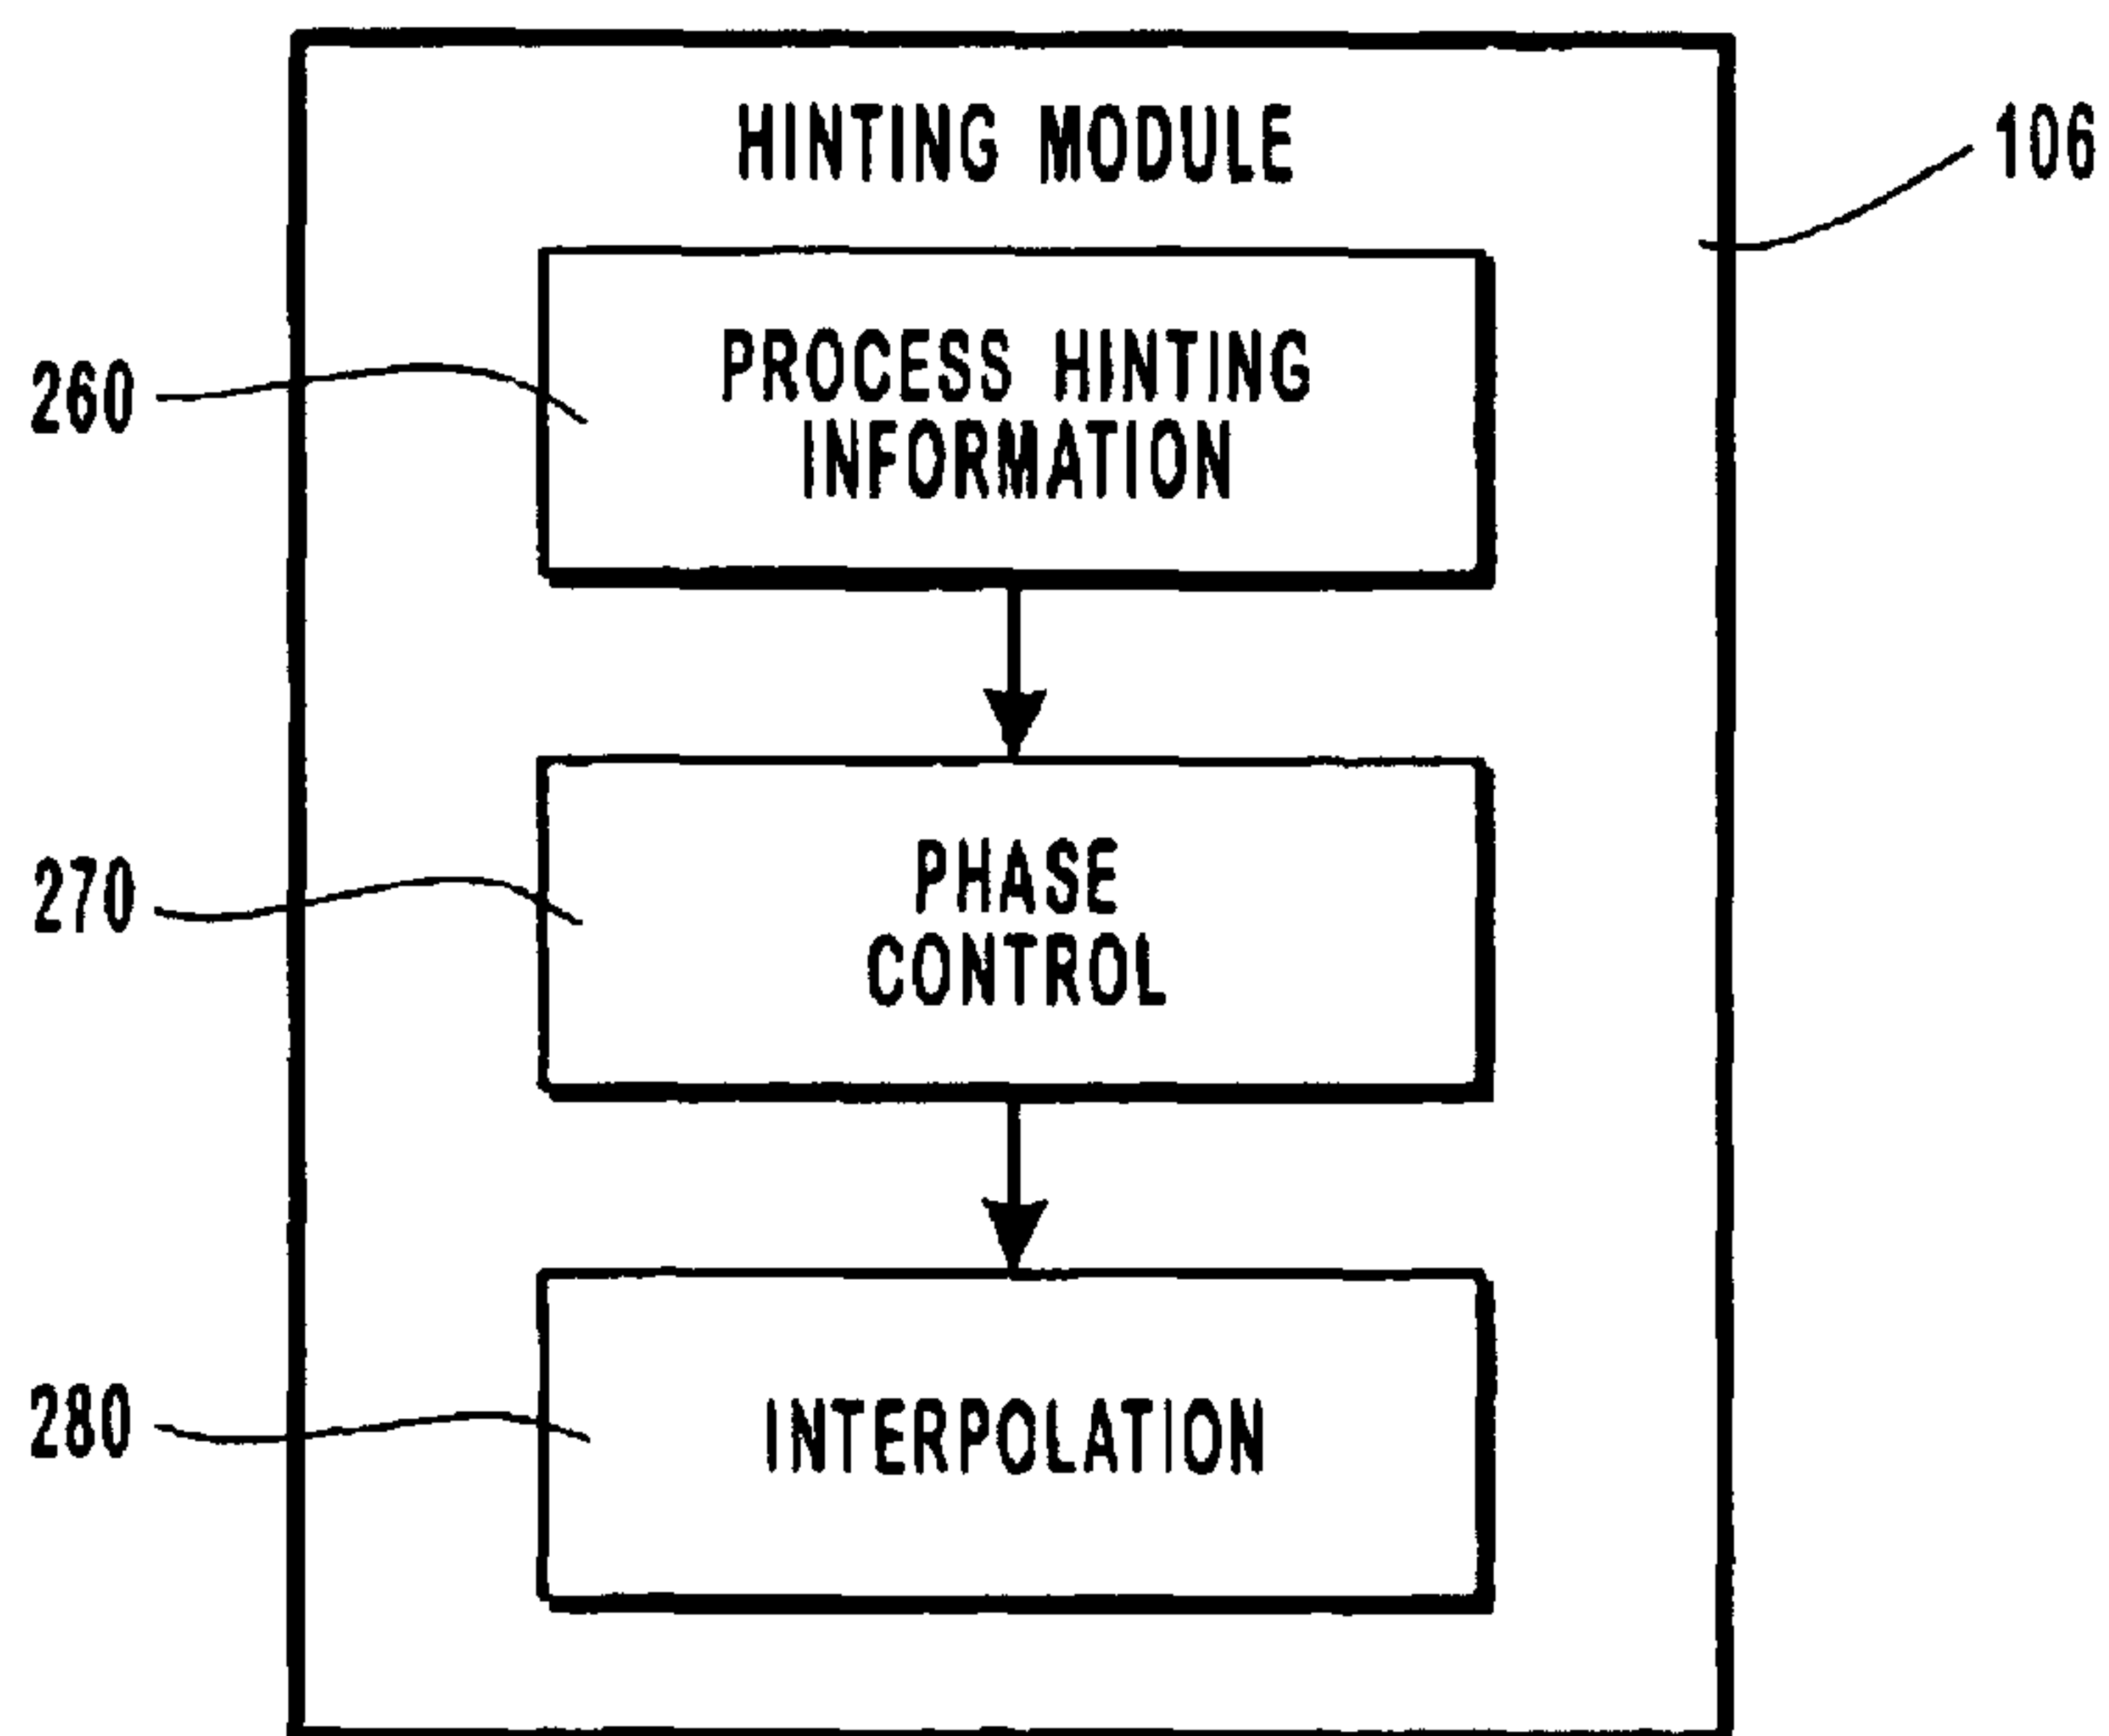 HINTING MODULE
106
PROCESS HINTING
INFORMATION
260
PHASE
CONTROL
270
INTERPOLATION
280